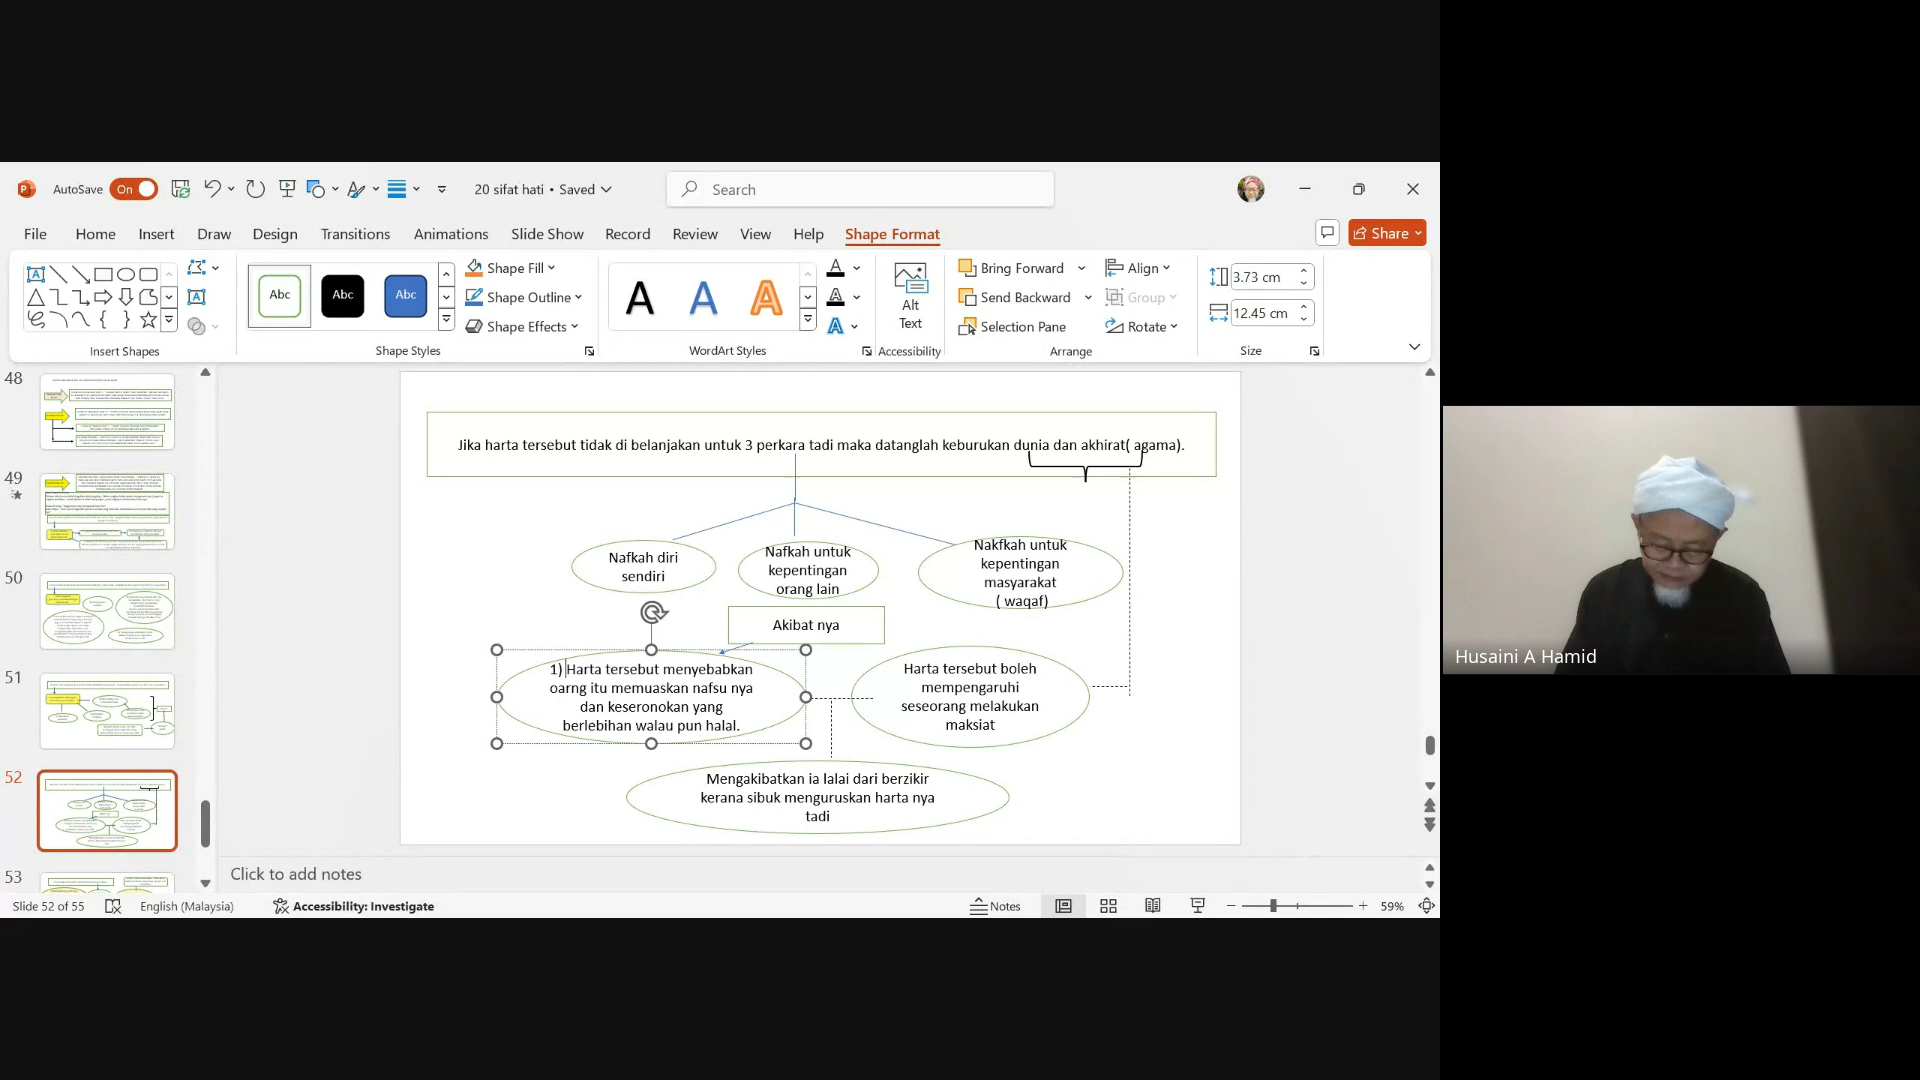 AutoSave On 20 sifat hati • Saved Search
File Home Insert Draw Design Transitions Animations Slide Show Record Review View Help Shape Format Share
Abc Abc Abc
Shape Fill
Shape Outline
Shape Effects
A A A
Alt
Text
Bring Forward
Send Backward
Selection Pane
Align
Group
Rotate
3.73 cm
12.45 cm
Insert Shapes Shape Styles WordArt Styles Accessibility Arrange Size
48
49
50
51
52
53
Jika harta tersebut tidak di belanjakan untuk 3 perkara tadi maka datanglah keburukan dunia dan akhirat( agama).
Nafkah diri
sendiri
Nafkah untuk
kepentingan
orang lain
Nakfkah untuk
kepentingan
masyarakat
( waqaf)
Akibat nya
1) Harta tersebut menyebabkan
oarng itu memuaskan nafsu nya
dan keseronokan yang
berlebihan walau pun halal.
Harta tersebut boleh
mempengaruhi
seseorang melakukan
maksiat
Mengakibatkan ia lalai dari berzikir
kerana sibuk menguruskan harta nya
tadi
Click to add notes
Slide 52 of 55 English (Malaysia) Accessibility: Investigate Notes 59%
Husaini A Hamid